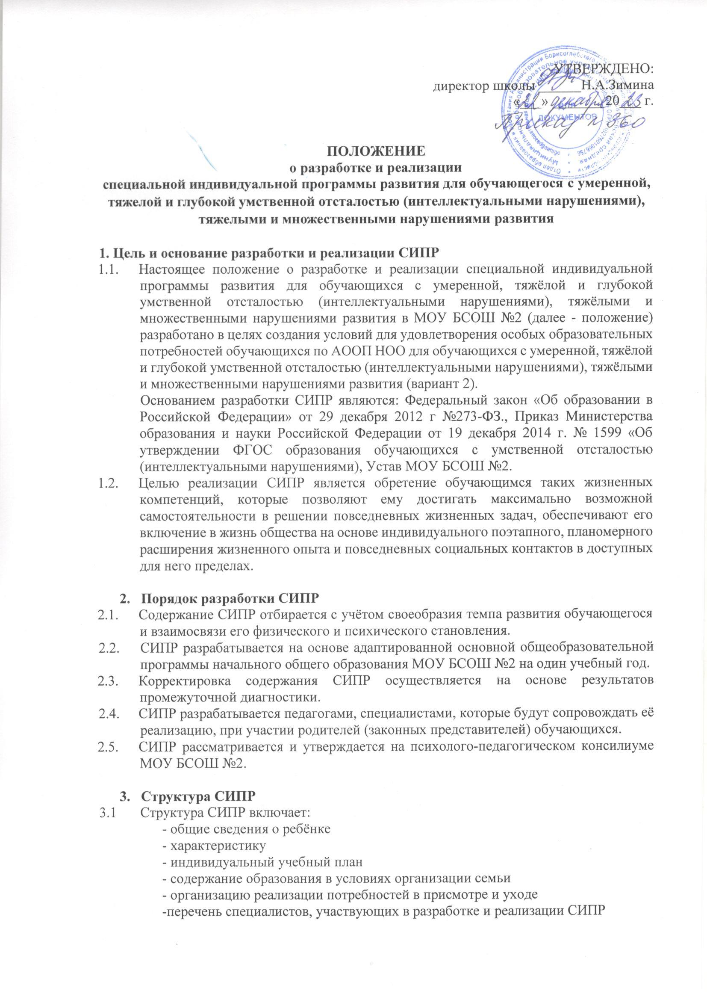 УТВЕРЖДЕНО:
директор школы ______Н.А.Зимина
«22» декабря 2023 г.
Приказ № 360
ДОКУМЕНТОВ
ПОЛОЖЕНИЕ
о разработке и реализации
специальной индивидуальной программы развития для обучающегося с умеренной,
тяжелой и глубокой умственной отсталостью (интеллектуальными нарушениями),
тяжелыми и множественными нарушениями развития
1. Цель и основание разработки и реализации СИПР
1.1. Настоящее положение о разработке и реализации специальной индивидуальной
программы развития для обучающихся с умеренной, тяжёлой и глубокой
умственной отсталостью (интеллектуальными нарушениями), тяжёлыми и
множественными нарушениями развития в МОУ БСОШ №2 (далее - положение)
разработано в целях создания условий для удовлетворения особых образовательных
потребностей обучающихся по АООП НОО для обучающихся с умеренной, тяжёлой
и глубокой умственной отсталостью (интеллектуальными нарушениями), тяжёлыми
и множественными нарушениями развития (вариант 2).
Основанием разработки СИПР являются: Федеральный закон «Об образовании в
Российской Федерации» от 29 декабря 2012 г №273-ФЗ., Приказ Министерства
образования и науки Российской Федерации от 19 декабря 2014 г. № 1599 «Об
утверждении ФГОС образования обучающихся с умственной отсталостью
(интеллектуальными нарушениями), Устав МОУ БСОШ №2.
1.2. Целью реализации СИПР является обретение обучающимся таких жизненных
компетенций, которые позволяют ему достигать максимально возможной
самостоятельности в решении повседневных жизненных задач, обеспечивают его
включение в жизнь общества на основе индивидуального поэтапного, планомерного
расширения жизненного опыта и повседневных социальных контактов в доступных
для него пределах.
2. Порядок разработки СИПР
2.1. Содержание СИПР отбирается с учётом своеобразия темпа развития обучающегося
и взаимосвязи его физического и психического становления.
2.2. СИПР разрабатывается на основе адаптированной основной общеобразовательной
программы начального общего образования МОУ БСОШ №2 на один учебный год.
2.3. Корректировка содержания СИПР осуществляется на основе результатов
промежуточной диагностики.
2.4. СИПР разрабатывается педагогами, специалистами, которые будут сопровождать её
реализацию, при участии родителей (законных представителей) обучающихся.
2.5. СИПР рассматривается и утверждается на психолого-педагогическом консилиуме
МОУ БСОШ №2.
3. Структура СИПР
3.1 Структура СИПР включает:
- общие сведения о ребёнке
- характеристику
- индивидуальный учебный план
- содержание образования в условиях организации семьи
- организацию реализации потребностей в присмотре и уходе
-перечень специалистов, участвующих в разработке и реализации СИПР